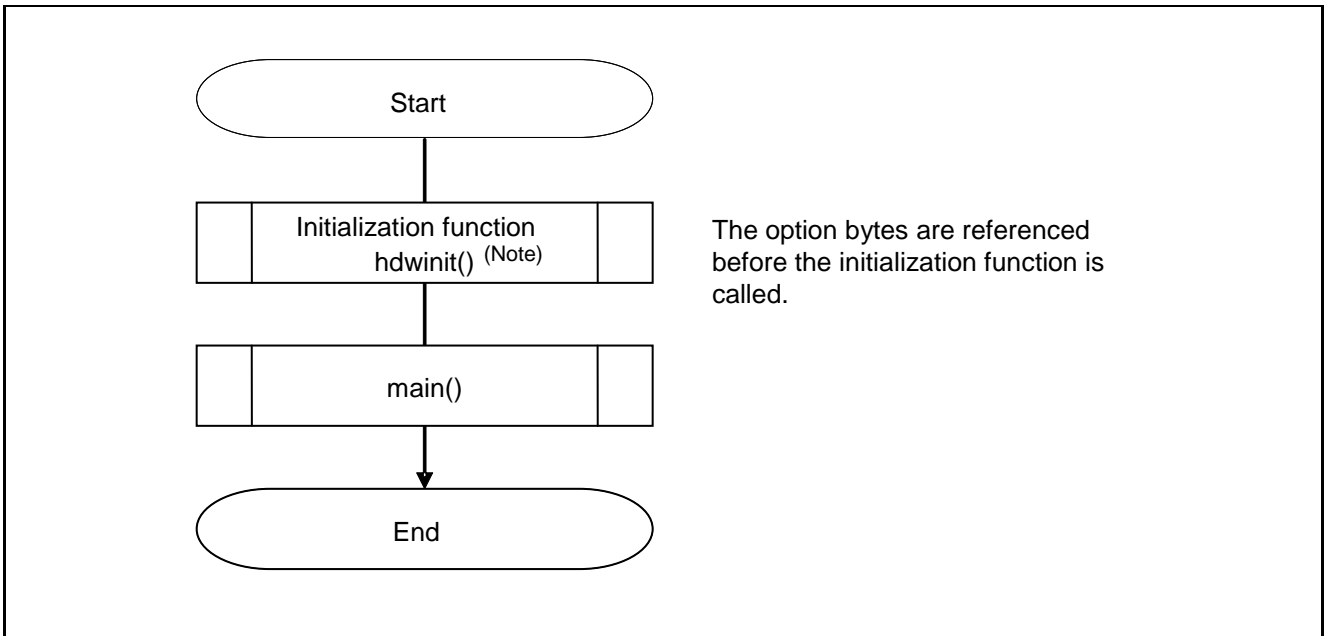 Start
Initialization function
hdwinit() (Note)
The option bytes are referenced
before the initialization function is
called.
main()
End